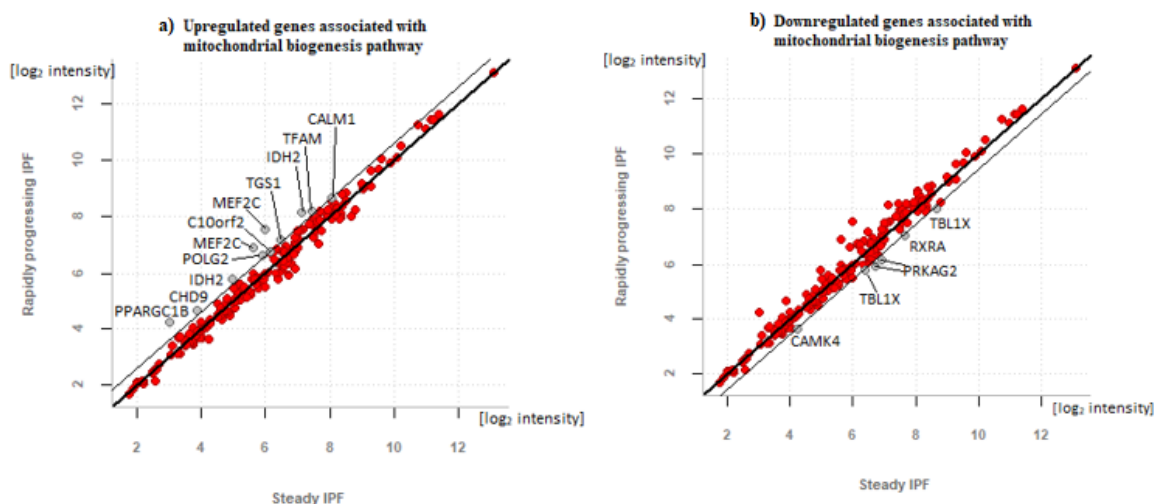 a) Upregulated genes associated with
mitochondrial biogenesis pathway
[log₂ intensity]
12
10
8
6
4
2
Rapidly progressing IPF
CALM1
TFAM
IDH2
TGS1
MEF2C
C10orf2
MEF2C
POLG2
IDH2
CHD9
PPARGC1B
[log₂ intensity]
2 4 6 8 10 12
Steady IPF
b) Downregulated genes associated with
mitochondrial biogenesis pathway
[log₂ intensity]
12
10
8
6
4
2
Rapidly progressing IPF
TBL1X
RXRA
PRKAG2
TBL1X
CAMK4
[log₂ intensity]
2 4 6 8 10 12
Steady IPF